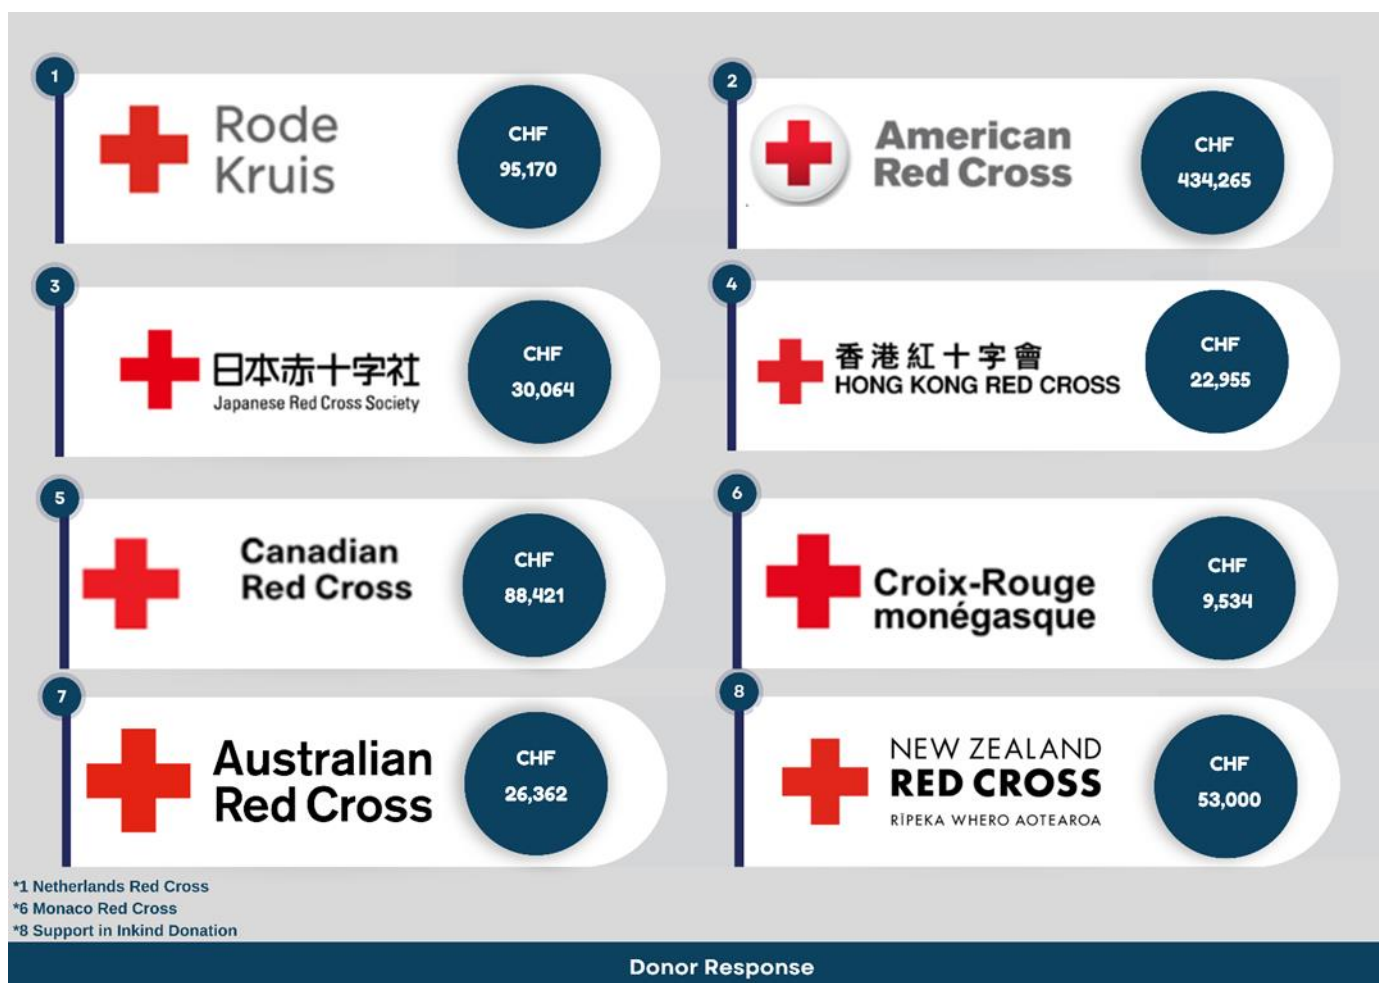 1
Rode
Kruis
CHF
95,170
2
American
Red Cross
CHF
434,265
3
日本赤十字社
Japanese Red Cross Society
CHF
30,064
4
香港紅十字會
HONG KONG RED CROSS
CHF
22,955
5
Canadian
Red Cross
CHF
88,421
6
Croix-Rouge
monégasque
CHF
9,534
7
Australian
Red Cross
CHF
26,362
8
NEW ZEALAND
RED CROSS
RĪPEKA WHERO AOTEAROA
CHF
53,000
*1 Netherlands Red Cross
*6 Monaco Red Cross
*8 Support in Inkind Donation
Donor Response